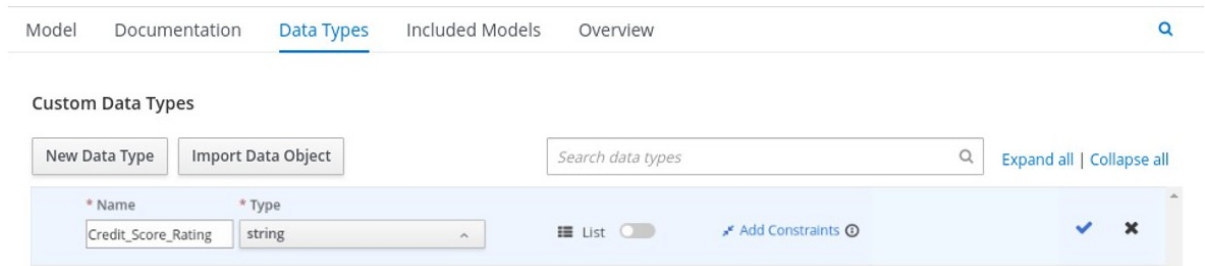 Model Documentation Data Types Included Models Overview
Custom Data Types
New Data Type Import Data Object Search data types Expand all | Collapse all
* Name * Type
Credit_Score_Rating string List Add Constraints